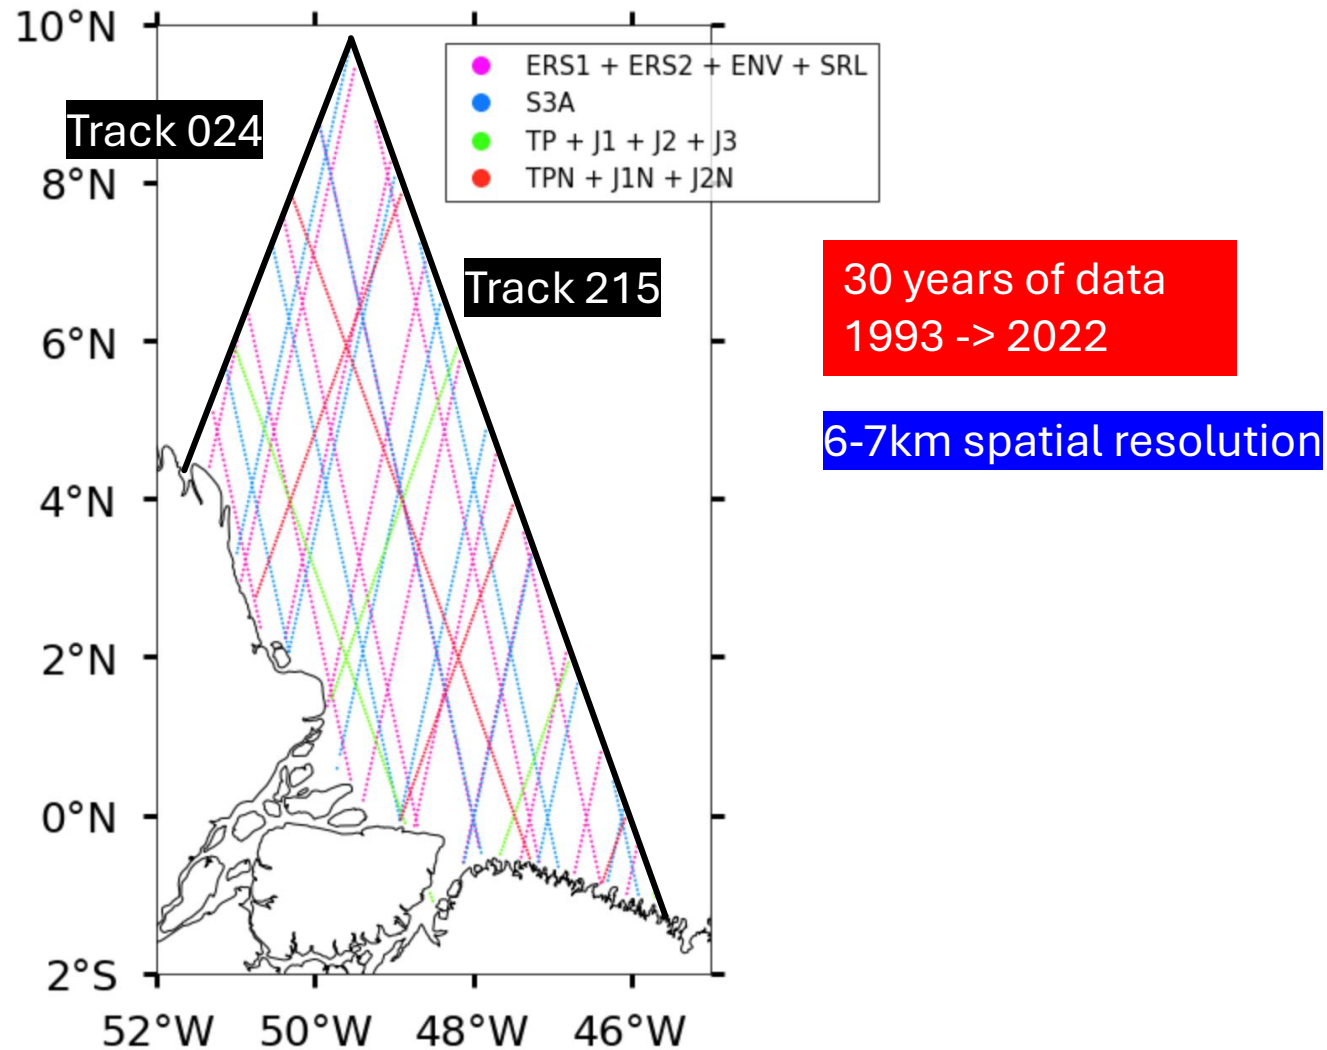 10°N
8°N
6°N
4°N
2°N
0°N
2°S
52°W 50°W 48°W 46°W
ERS1 + ERS2 + ENV + SRL
S3A
TP + J1 + J2 + J3
TPN + J1N + J2N
Track 024
Track 215
30 years of data
1993 -> 2022
6-7km spatial resolution